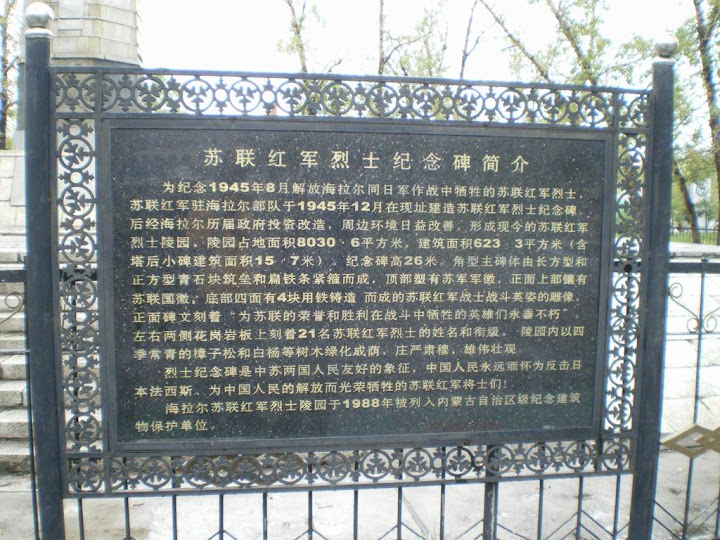 苏联红军烈士纪念碑简介
为纪念1945年8月解放海拉尔同日军作战中牺牲的苏联红军烈士，
苏联红军驻海拉尔部队于1945年12月在现址建造苏联红军烈士纪念碑，
后经海拉尔历届政府投资改造，周边环境日益改善，形成现今的苏联红军
烈士陵园。陵园占地面积8030·6平方米，建筑面积623·3平方米（含
塔后小碑建筑面积15·7米），纪念碑高26米。角型主碑体由长方型和
正方型青石块筑垒和扁铁条紧箍而成，顶部塑有苏军军徽，正面上部镶有
苏联国徽，底部四面有4块用铁铸造 而成的苏联红军战士战斗英姿的雕像，
正面碑文刻着“为苏联的荣誉和胜利在战斗中牺牲的英雄们永垂不朽”
左右两侧花岗岩板上刻着21名苏联红军烈士的姓名和衔级。陵园内以四
季常青的樟子松和白杨等树木绿化成荫，庄严肃穆，雄伟壮观。
烈士纪念碑是中苏两国人民友好的象征，中国人民永远缅怀为反击日
本法西斯、为中国人民的解放而光荣牺牲的苏联红军将士们！
海拉尔苏联红军烈士陵园于1988年被列入内蒙古自治区级纪念建筑
物保护单位。